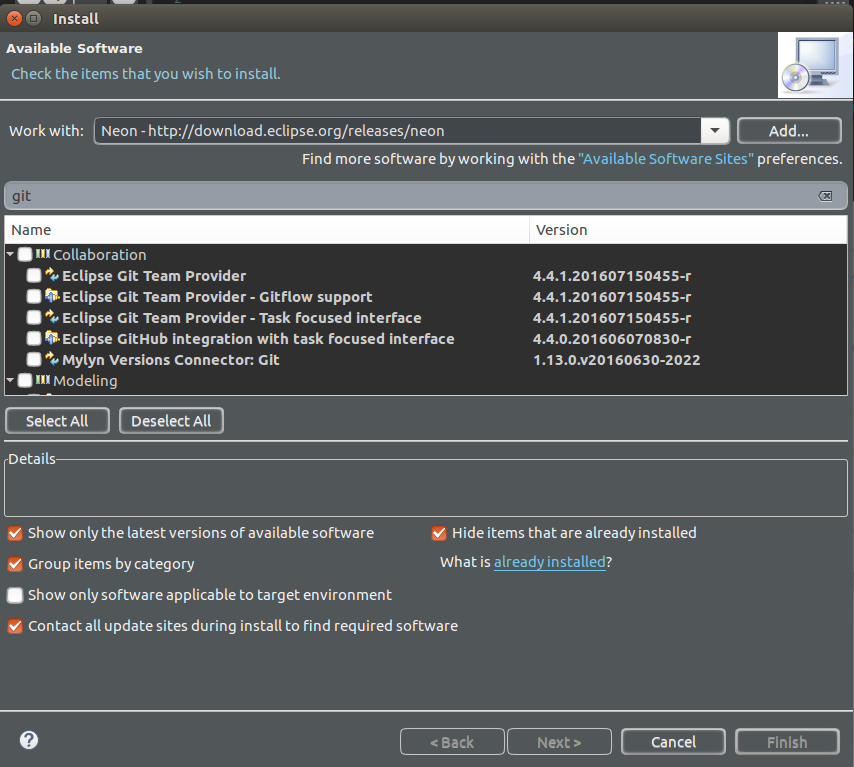 Install
Available Software
Check the items that you wish to install.
Work with: Neon - http://download.eclipse.org/releases/neon Add...
Find more software by working with the "Available Software Sites" preferences.
git
Name Version
Collaboration
Eclipse Git Team Provider 4.4.1.201607150455-r
Eclipse Git Team Provider - Gitflow support 4.4.1.201607150455-r
Eclipse Git Team Provider - Task focused interface 4.4.1.201607150455-r
Eclipse GitHub integration with task focused interface 4.4.0.201606070830-r
Mylyn Versions Connector: Git 1.13.0.v20160630-2022
Modeling
Select All Deselect All
Details
Show only the latest versions of available software Hide items that are already installed
Group items by category What is already installed?
Show only software applicable to target environment
Contact all update sites during install to find required software
? < Back Next > Cancel Finish